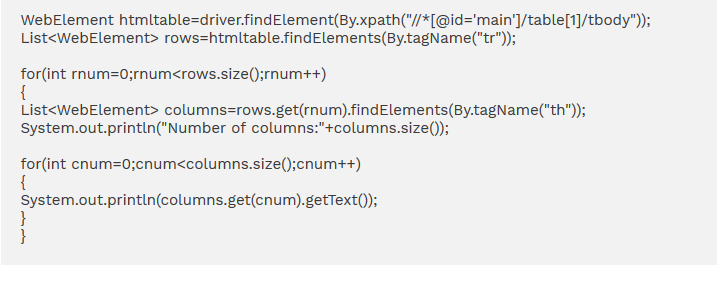 WebElement htmltable=driver.findElement(By.xpath("//*[@id='main']/table[1]/tbody"));
List<WebElement> rows=htmltable.findElements(By.tagName("tr"));
for(int rnum=0;rnum<rows.size();rnum++)
{
List<WebElement> columns=rows.get(rnum).findElements(By.tagName("th"));
System.out.println("Number of columns:"+columns.size());
for(int cnum=0;cnum<columns.size();cnum++)
{
System.out.println(columns.get(cnum).getText());
}
}